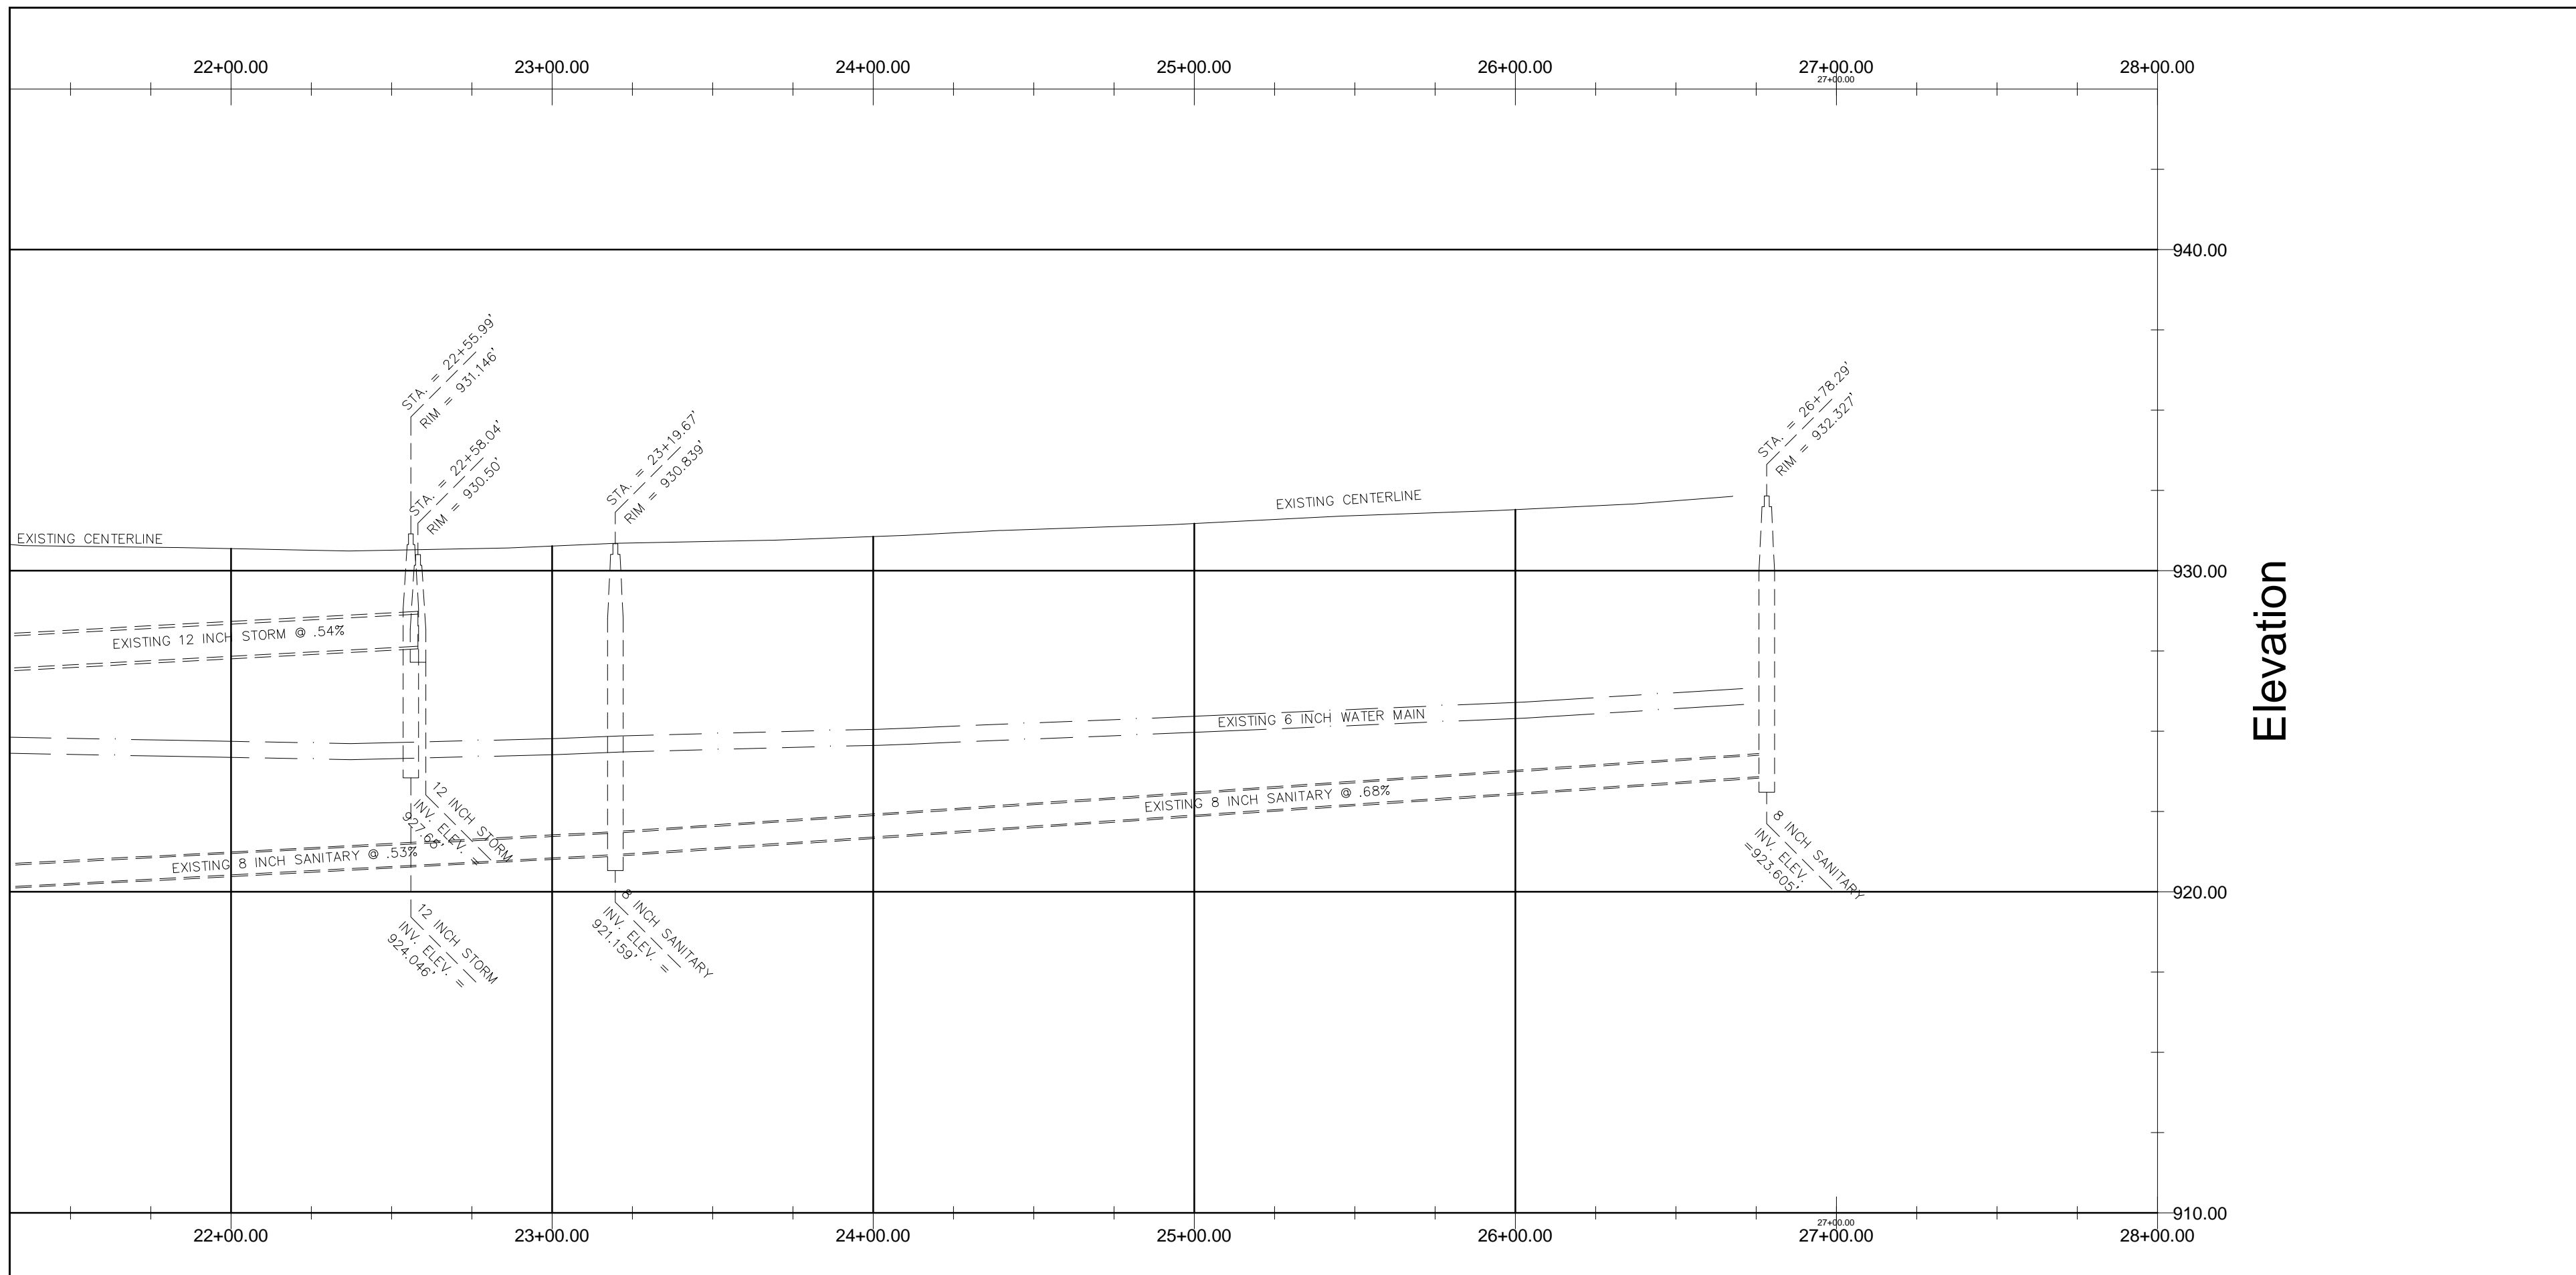 22+00.00 23+00.00 24+00.00 25+00.00 26+00.00 27+00.00 28+00.00
27+00.00
940.00
STA. = 22+55.99'
RIM = 931.146'
STA. = 22+58.04'
RIM = 930.50'
STA. = 23+19.67'
RIM = 930.839'
STA. = 26+78.29'
RIM = 932.327'
EXISTING CENTERLINE
EXISTING CENTERLINE
930.00
Elevation
EXISTING 12 INCH STORM @ .54%
EXISTING 6 INCH WATER MAIN
EXISTING 8 INCH SANITARY @ .68%
EXISTING 8 INCH SANITARY @ .53%
12 INCH STORM
INV. ELEV. =
927.65'
8 INCH SANITARY
INV. ELEV.
=923.605'
920.00
12 INCH STORM
INV. ELEV. =
924.046'
8 INCH SANITARY
INV. ELEV. =
921.159'
910.00
27+00.00
22+00.00 23+00.00 24+00.00 25+00.00 26+00.00 27+00.00 28+00.00